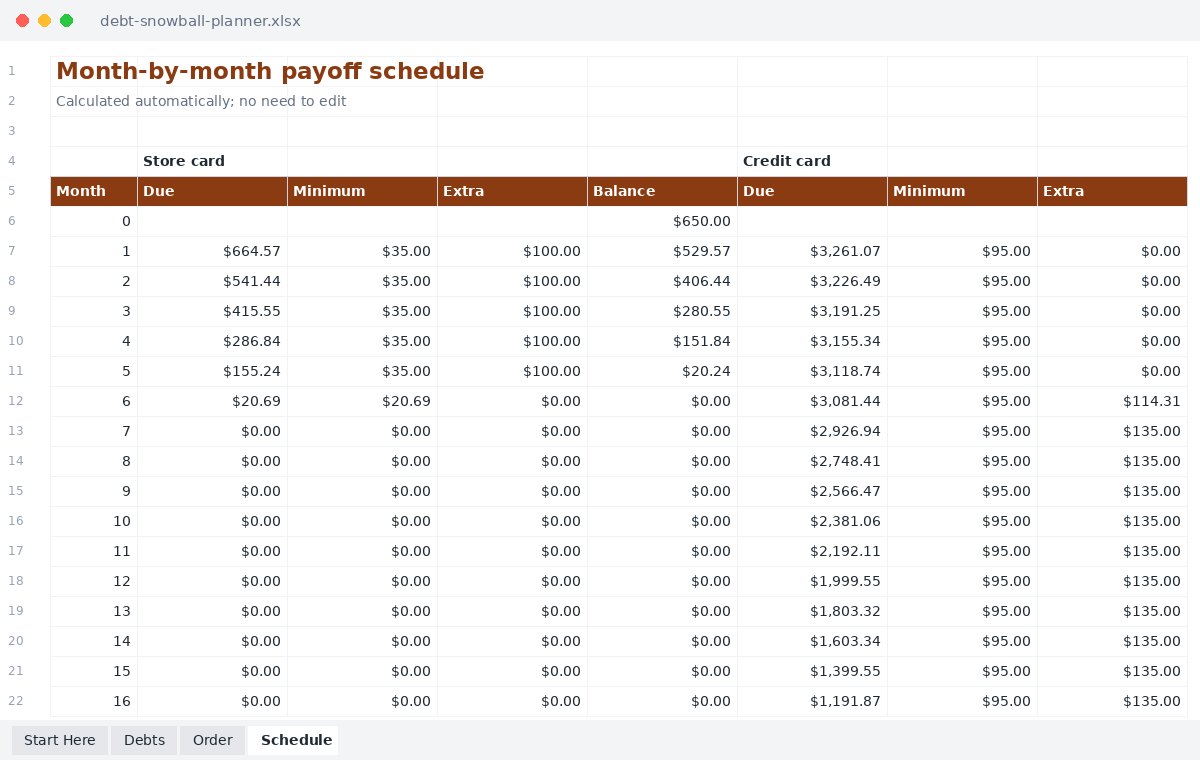 debt-snowball-planner.xlsx
1 Month-by-month payoff schedule
2 Calculated automatically; no need to edit
3
4 Store card Credit card
5 Month Due Minimum Extra Balance Due Minimum Extra
6 0 $650.00
7 1 $664.57 $35.00 $100.00 $529.57 $3,261.07 $95.00 $0.00
8 2 $541.44 $35.00 $100.00 $406.44 $3,226.49 $95.00 $0.00
9 3 $415.55 $35.00 $100.00 $280.55 $3,191.25 $95.00 $0.00
10 4 $286.84 $35.00 $100.00 $151.84 $3,155.34 $95.00 $0.00
11 5 $155.24 $35.00 $100.00 $20.24 $3,118.74 $95.00 $0.00
12 6 $20.69 $20.69 $0.00 $0.00 $3,081.44 $95.00 $114.31
13 7 $0.00 $0.00 $0.00 $0.00 $2,926.94 $95.00 $135.00
14 8 $0.00 $0.00 $0.00 $0.00 $2,748.41 $95.00 $135.00
15 9 $0.00 $0.00 $0.00 $0.00 $2,566.47 $95.00 $135.00
16 10 $0.00 $0.00 $0.00 $0.00 $2,381.06 $95.00 $135.00
17 11 $0.00 $0.00 $0.00 $0.00 $2,192.11 $95.00 $135.00
18 12 $0.00 $0.00 $0.00 $0.00 $1,999.55 $95.00 $135.00
19 13 $0.00 $0.00 $0.00 $0.00 $1,803.32 $95.00 $135.00
20 14 $0.00 $0.00 $0.00 $0.00 $1,603.34 $95.00 $135.00
21 15 $0.00 $0.00 $0.00 $0.00 $1,399.55 $95.00 $135.00
22 16 $0.00 $0.00 $0.00 $0.00 $1,191.87 $95.00 $135.00
Start Here Debts Order Schedule